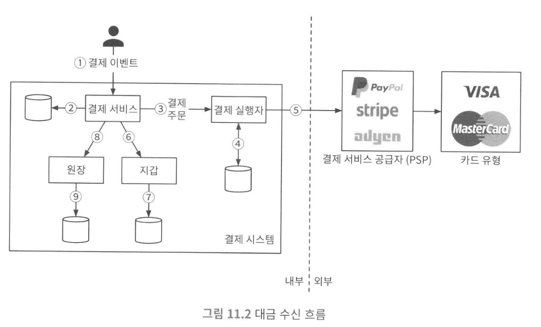 ① 결제 이벤트
② 결제 서비스 ③ 결제
주문
결제 실행자 ⑤
PayPal
stripe
adyen
VISA
MasterCard
결제 서비스 공급자 (PSP)
카드 유형
⑧ ⑥ ④
원장
지갑
⑨ ⑦
결제 시스템
내부 외부
그림 11.2 대금 수신 흐름